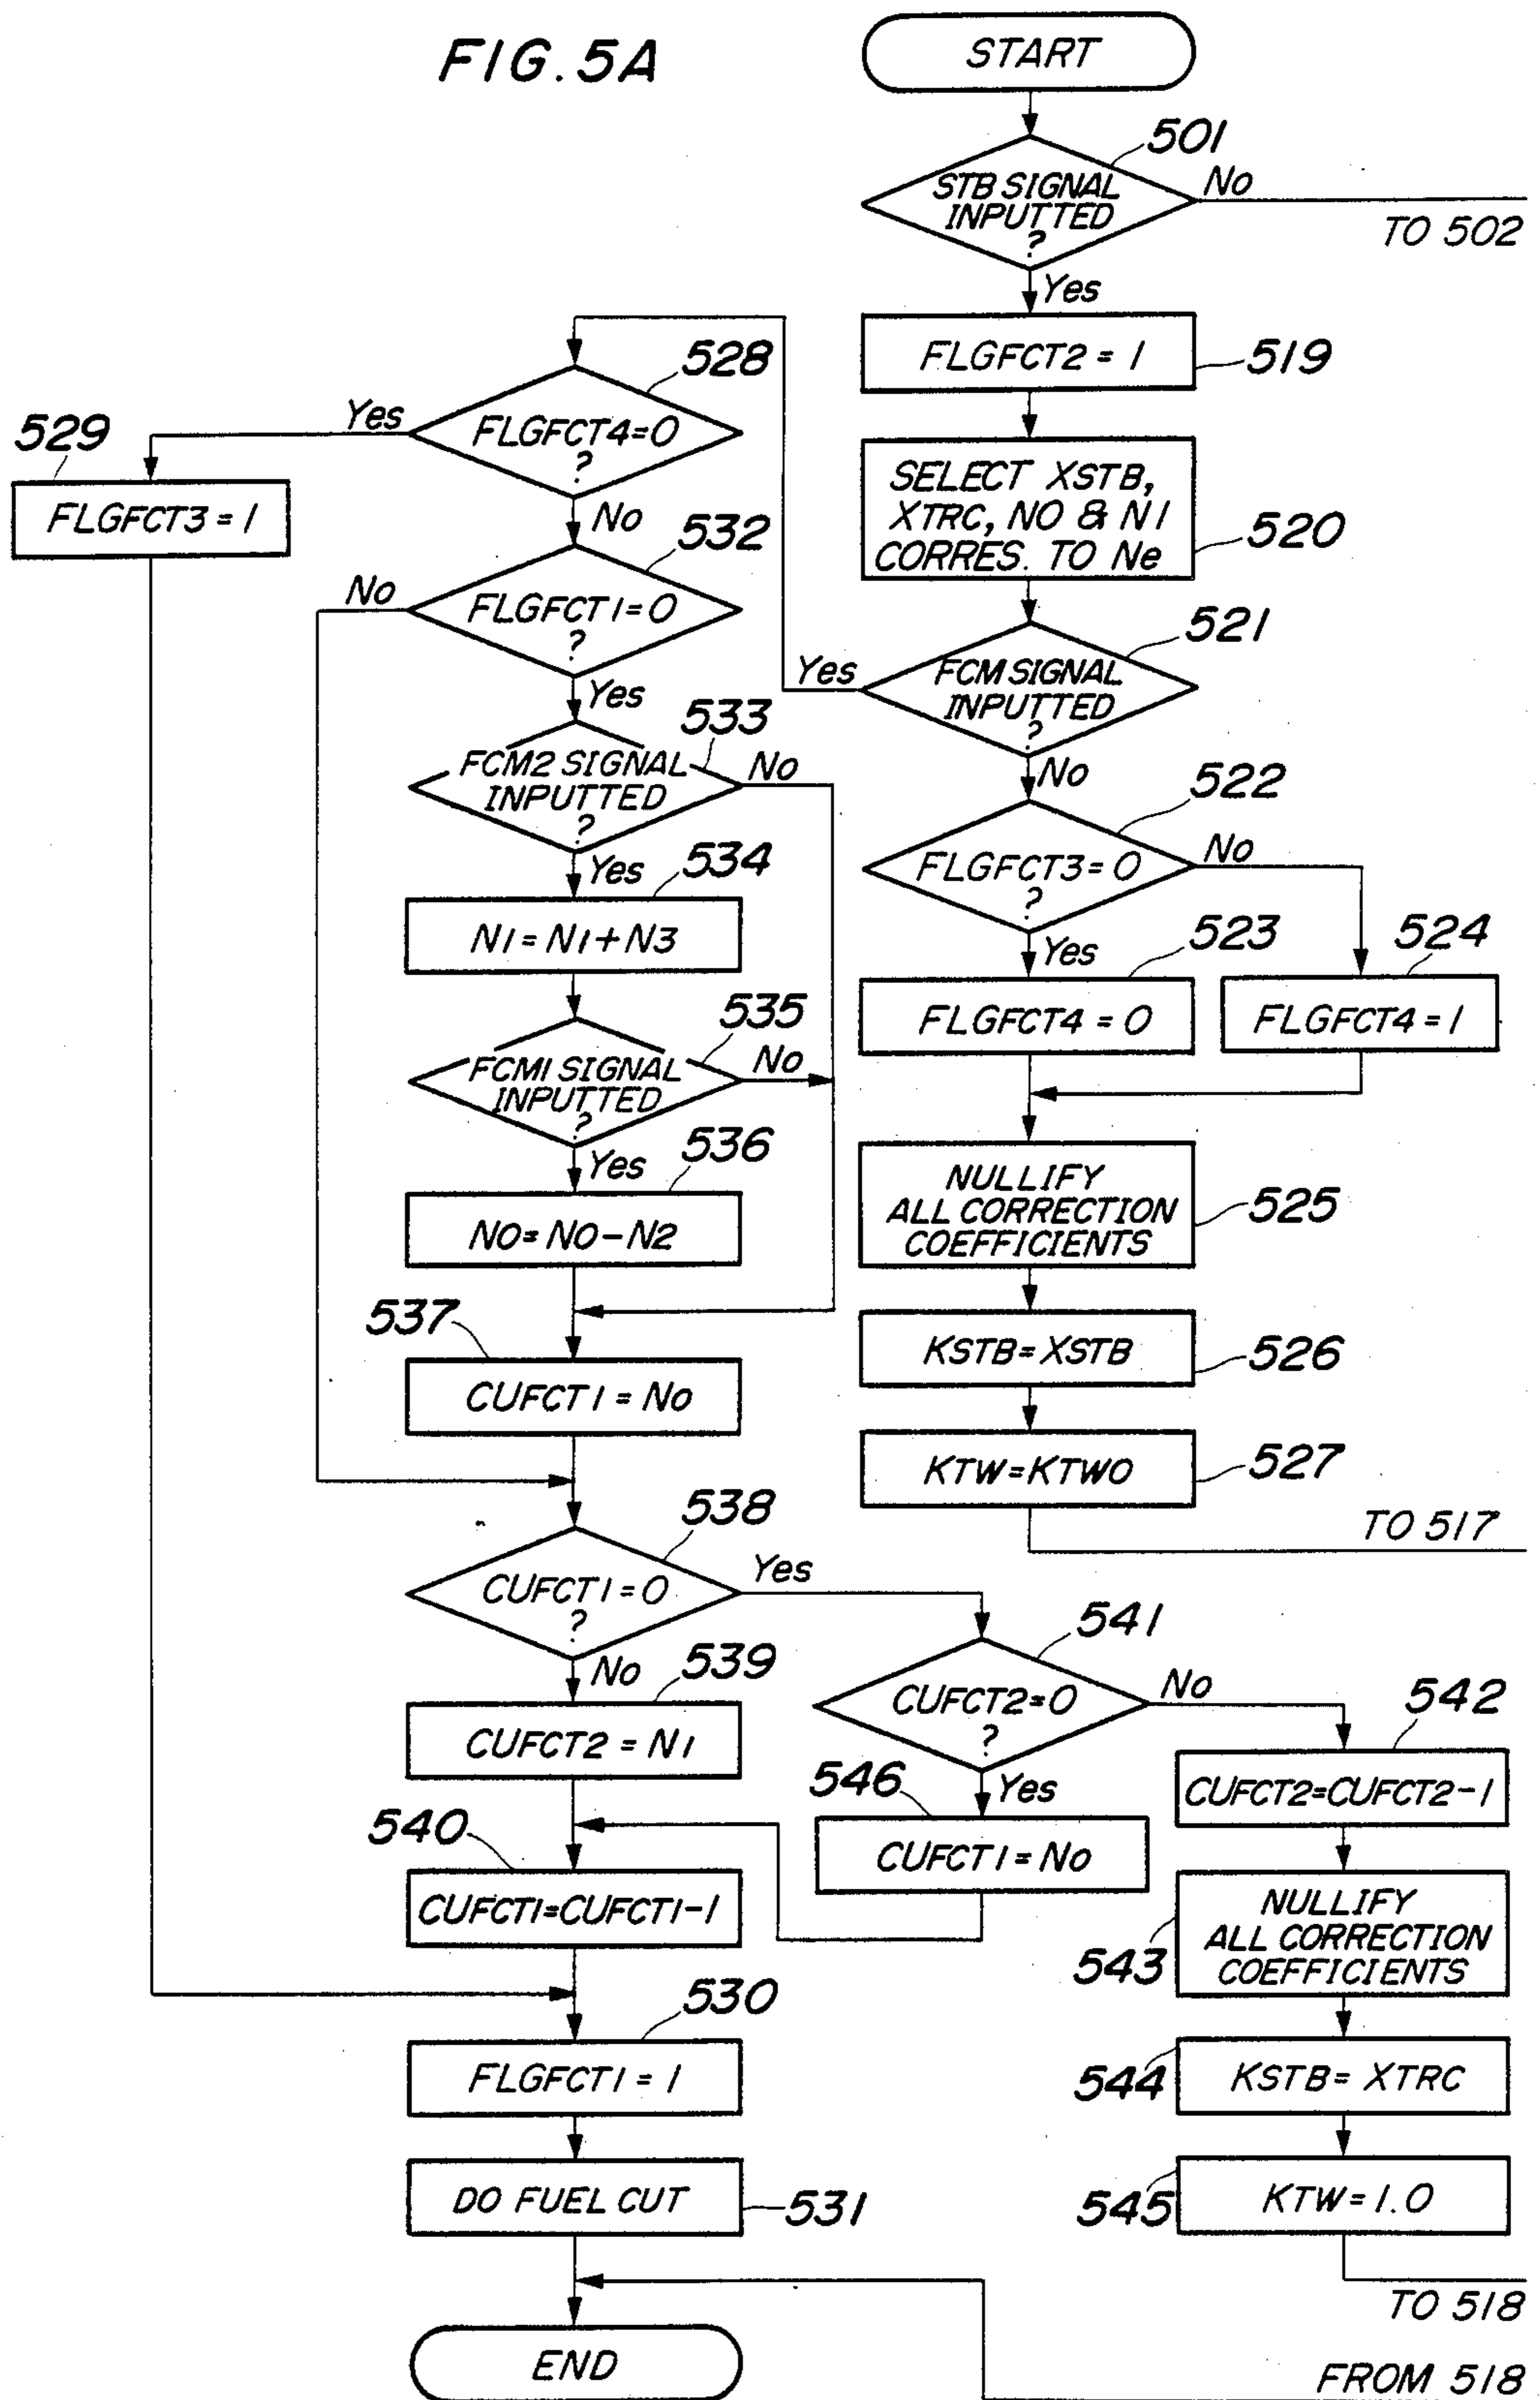 FIG. 5A
START
501
STB SIGNAL
INPUTTED
?
No
TO 502
Yes
FLGFCT2 = 1
519
SELECT XSTB,
XTRC, NO & N1
CORRES. TO Ne
520
521
FCM SIGNAL
INPUTTED
?
Yes
No
522
FLGFCT3=0
?
No
Yes
523
FLGFCT4 = 0
524
FLGFCT4 = 1
NULLIFY
ALL CORRECTION
COEFFICIENTS
525
KSTB=XSTB
526
KTW=KTWO
527
TO 517
528
FLGFCT4=0
?
Yes
529
FLGFCT3 = 1
No
532
FLGFCT1=0
?
No
Yes
533
FCM2 SIGNAL
INPUTTED
?
No
Yes
534
N1=N1+N3
535
FCM1 SIGNAL
INPUTTED
?
No
Yes
536
NO=NO-N2
537
CUFCT1 = No
538
CUFCT1=0
?
Yes
No
539
CUFCT2 = N1
540
CUFCT1=CUFCT1-1
541
CUFCT2=0
?
No
Yes
546
CUFCT1=No
542
CUFCT2=CUFCT2-1
NULLIFY
ALL CORRECTION
COEFFICIENTS
543
KSTB= XTRC
544
KTW=1.0
545
TO 518
530
FLGFCT1 = 1
DO FUEL CUT
531
END
FROM 518